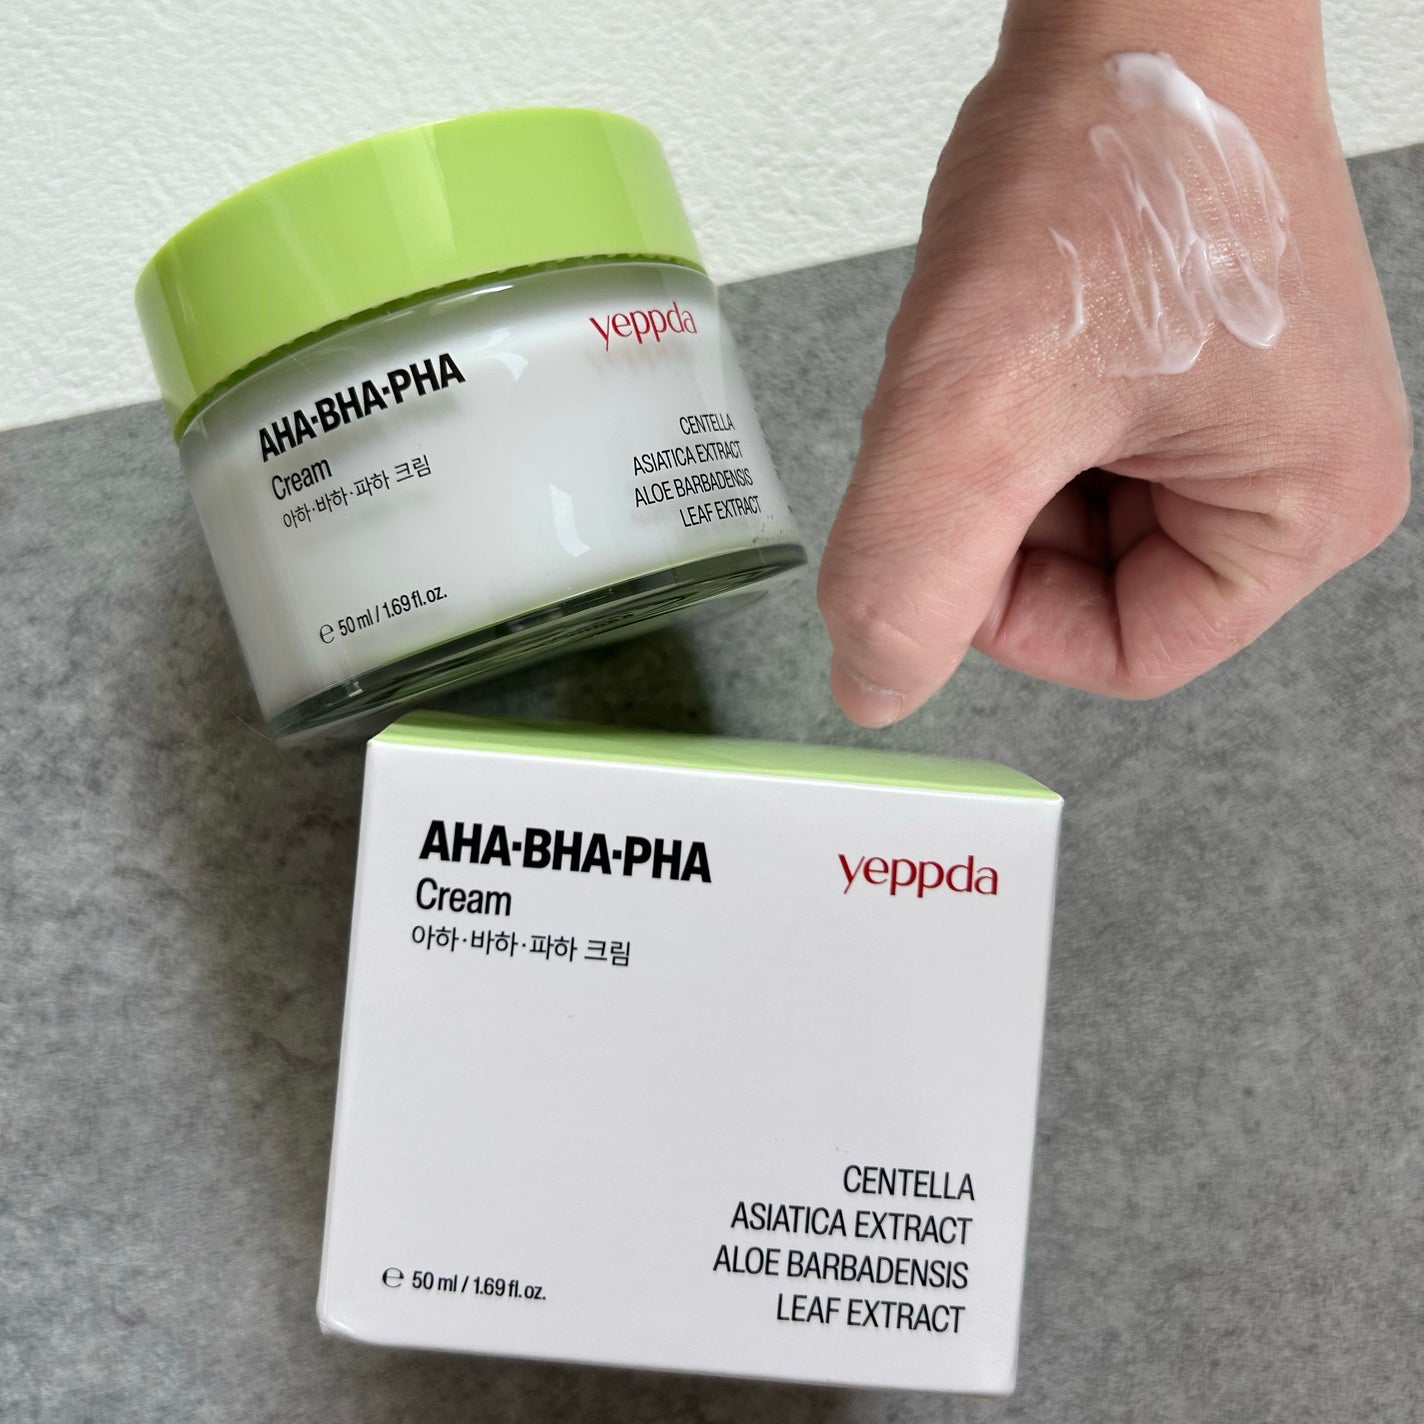 yeppda
AHA·BHA·PHA
Cream
아하·바하·파하 크림
CENTELLA
ASIATICA EXTRACT
ALOE BARBADENSIS
LEAF EXTRACT
℮ 50 ml / 1.69 fl. oz.
AHA·BHA·PHA
yeppda
Cream
아하·바하·파하 크림
CENTELLA
ASIATICA EXTRACT
ALOE BARBADENSIS
LEAF EXTRACT
℮ 50 ml / 1.69 fl. oz.